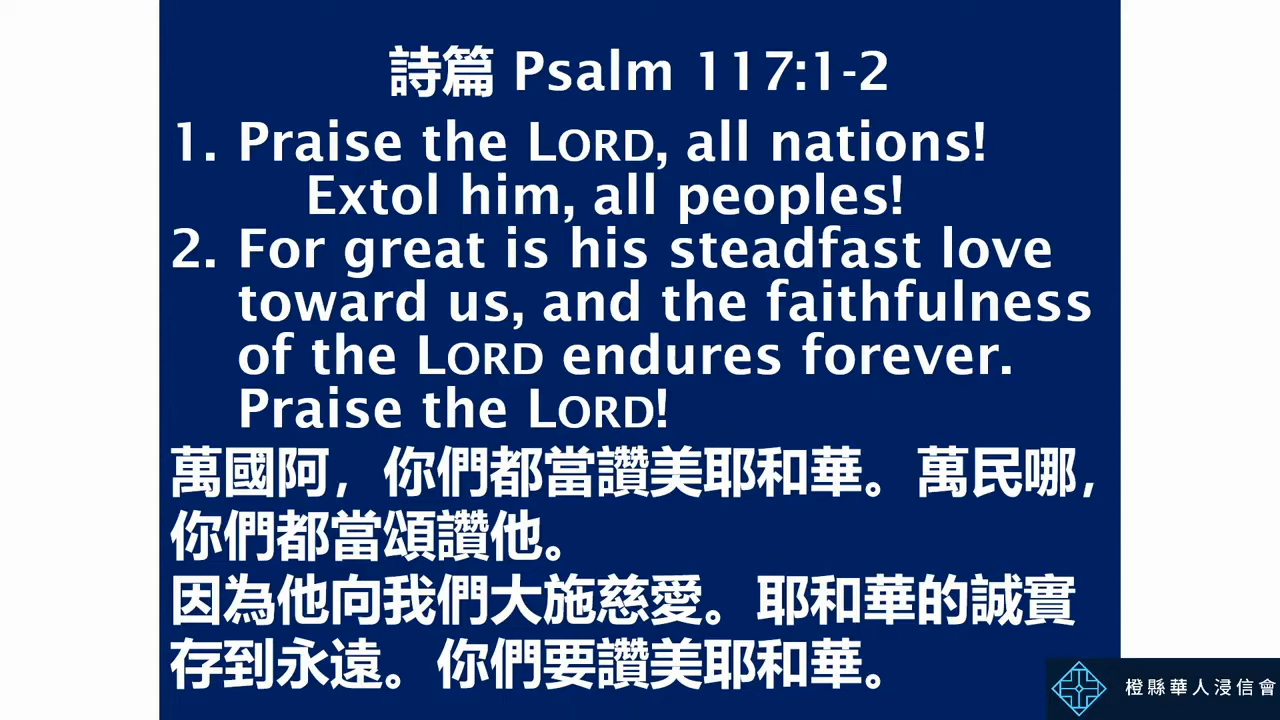 詩篇 Psalm 117:1-2
1. Praise the LORD, all nations!
Extol him, all peoples!
2. For great is his steadfast love
toward us, and the faithfulness
of the LORD endures forever.
Praise the LORD!
萬國阿，你們都當讚美耶和華。萬民哪，
你們都當頌讚他。
因為他向我們大施慈愛。耶和華的誠實
存到永遠。你們要讚美耶和華。
橙縣華人浸信會